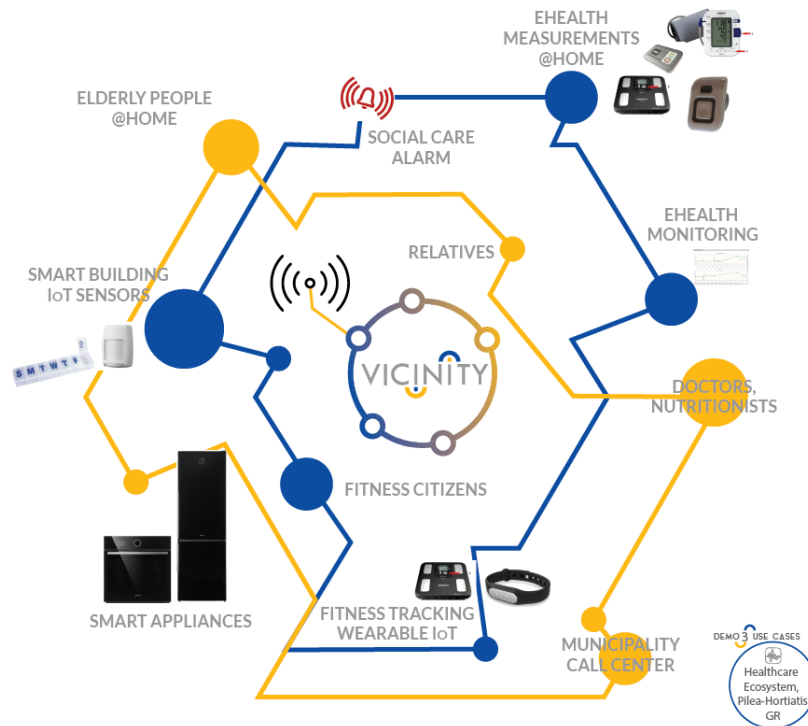 EHEALTH
MEASUREMENTS
@HOME
ELDERLY PEOPLE
@HOME
SOCIAL CARE
ALARM
EHEALTH
MONITORING
RELATIVES
SMART BUILDING
IoT SENSORS
S M T W T F
VICINITY
DOCTORS,
NUTRITIONISTS
FITNESS CITIZENS
SMART APPLIANCES
FITNESS TRACKING
WEARABLE IoT
MUNICIPALITY
CALL CENTER
DEMO 3 USE CASES
Healthcare
Ecosystem,
Pilea-Hortiatis
GR